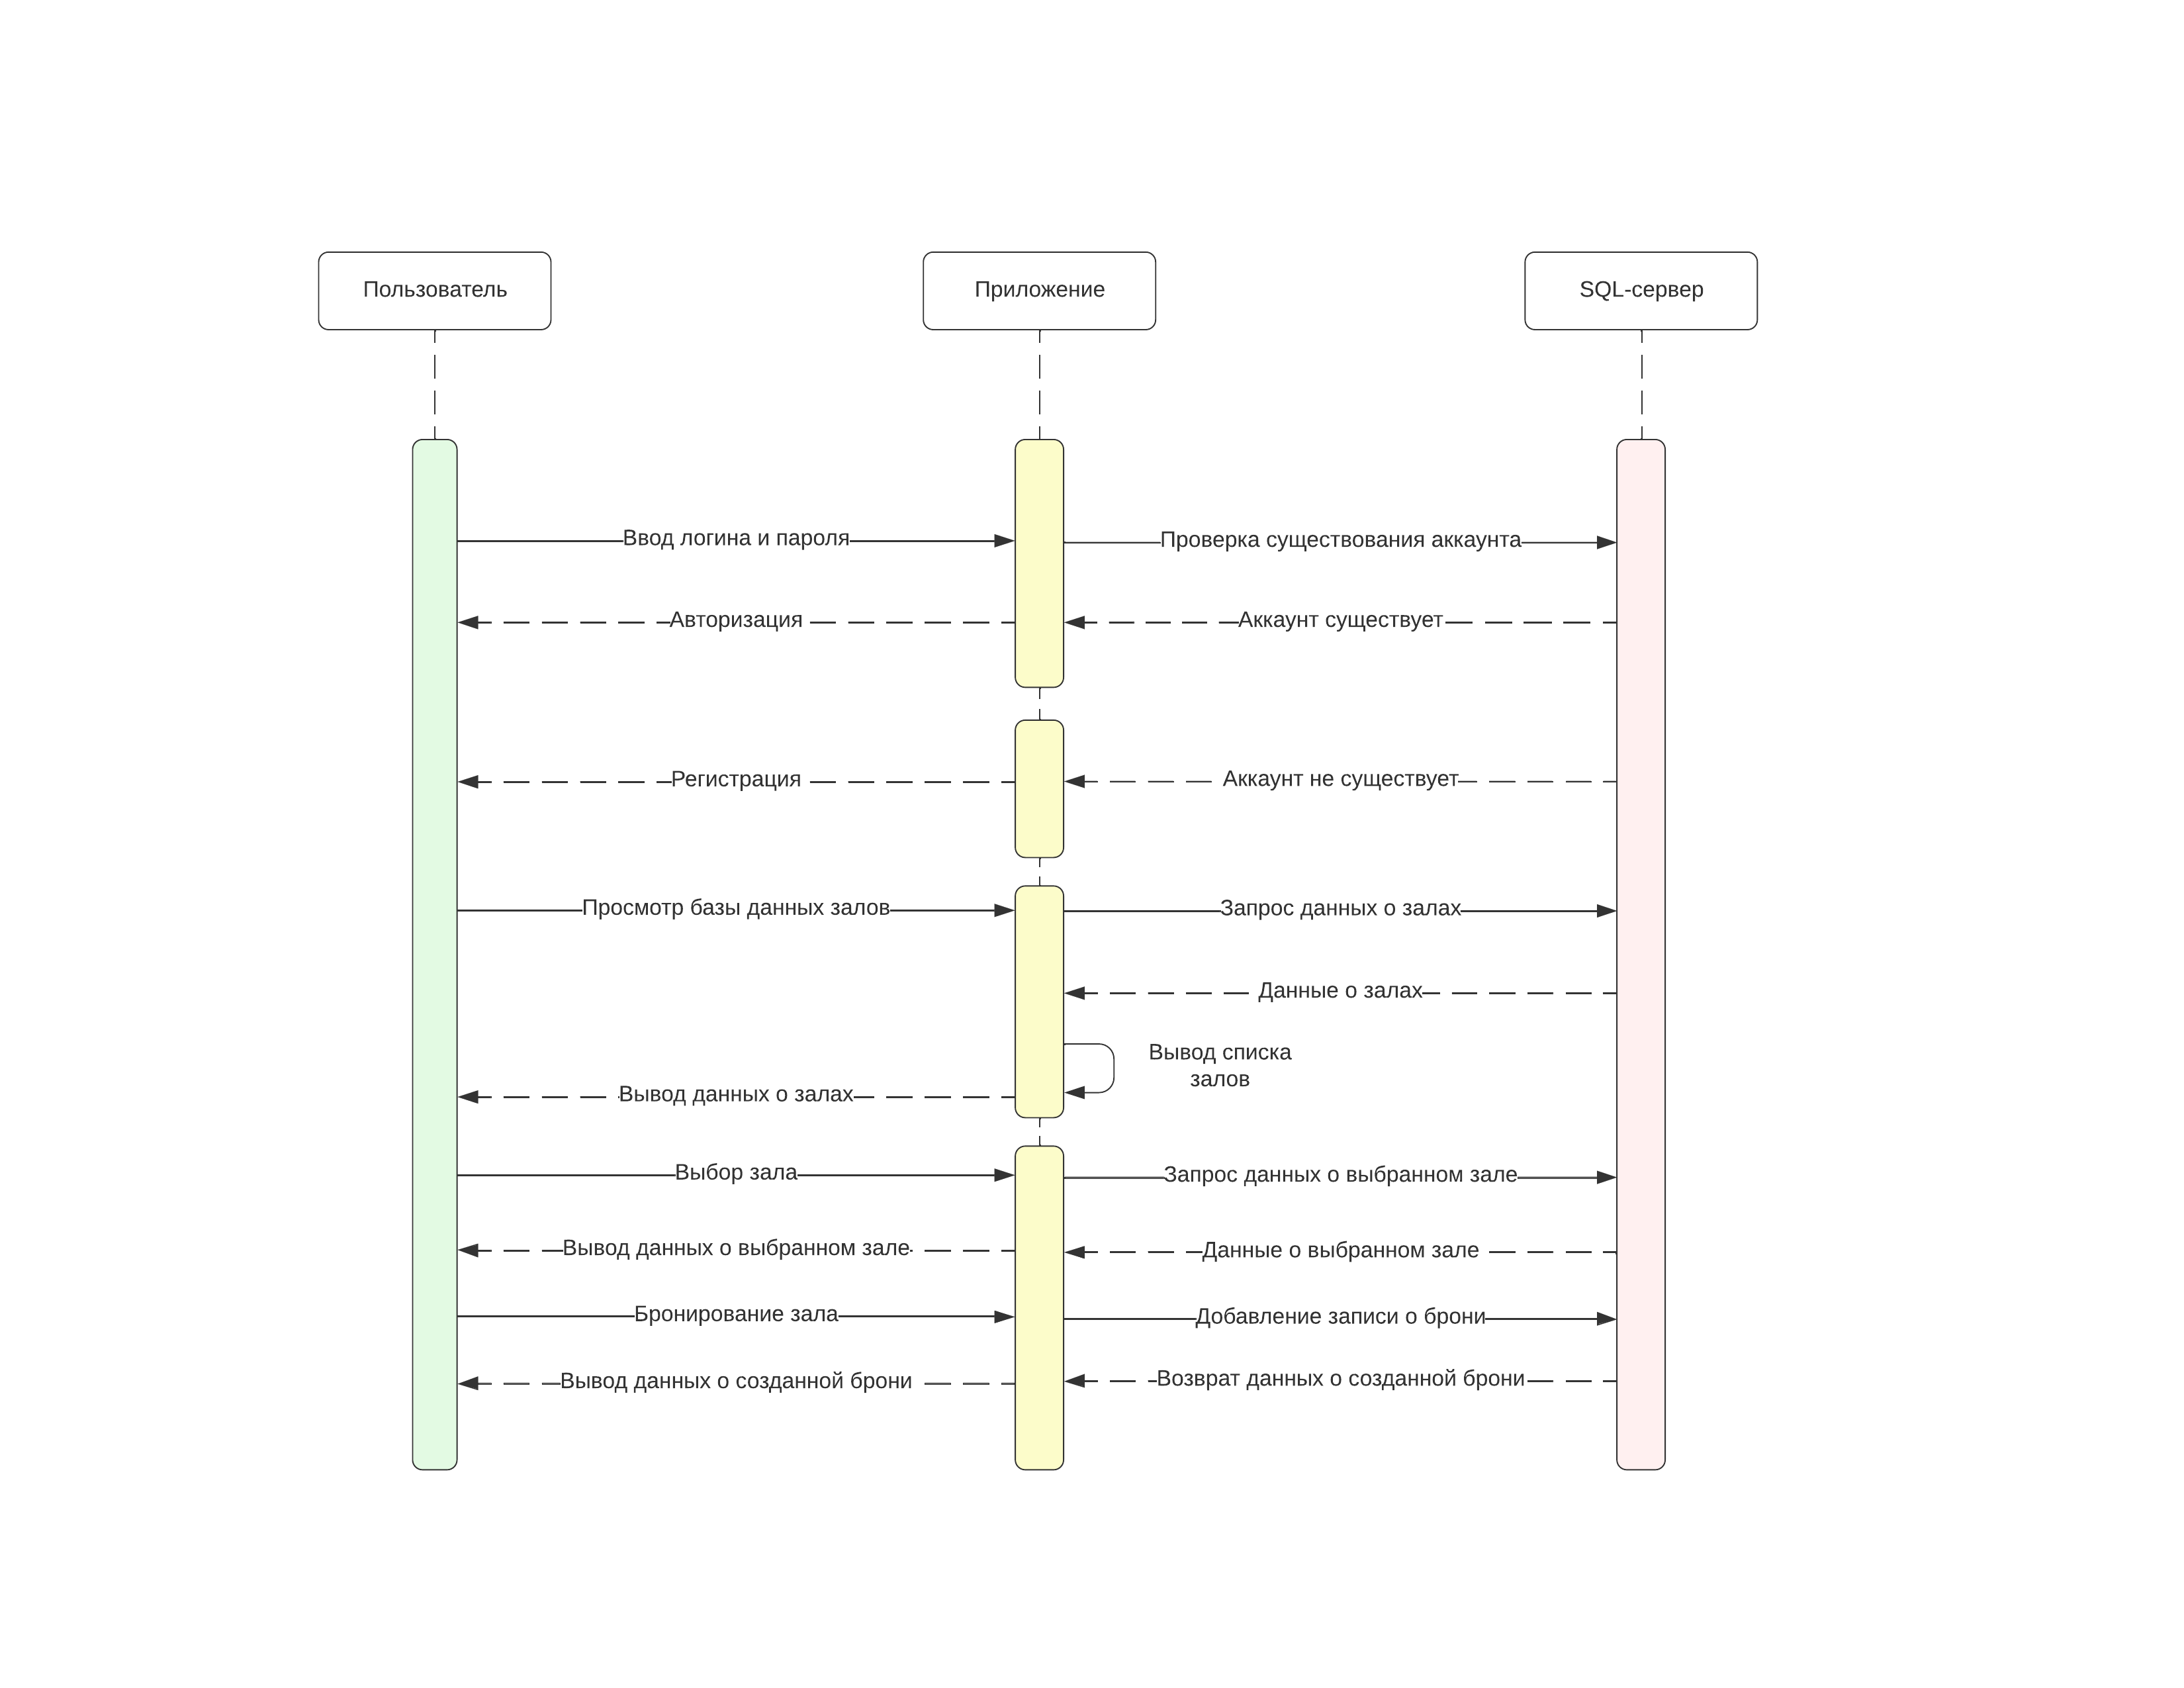 Пользователь
Приложение
SQL-сервер
Ввод логина и пароля
Проверка существования аккаунта
Авторизация
Аккаунт существует
Регистрация
Аккаунт не существует
Просмотр базы данных залов
Запрос данных о залах
Данные о залах
Вывод списка
залов
Вывод данных о залах
Выбор зала
Запрос данных о выбранном зале
Вывод данных о выбранном зале
Данные о выбранном зале
Бронирование зала
Добавление записи о брони
Вывод данных о созданной брони
Возврат данных о созданной брони